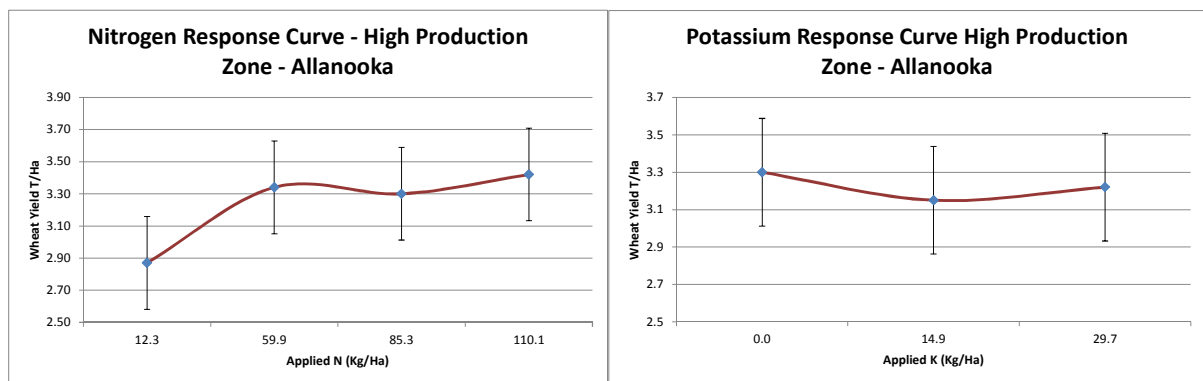 Nitrogen Response Curve - High Production
Zone - Allanooka
3.90
3.70
3.50
3.30
3.10
2.90
2.70
2.50
Wheat Yield T/Ha
12.3
59.9
85.3
110.1
Applied N (Kg/Ha)
Potassium Response Curve High Production
Zone - Allanooka
3.7
3.5
3.3
3.1
2.9
2.7
2.5
Wheat Yield T/Ha
0.0
14.9
29.7
Applied K (Kg/Ha)